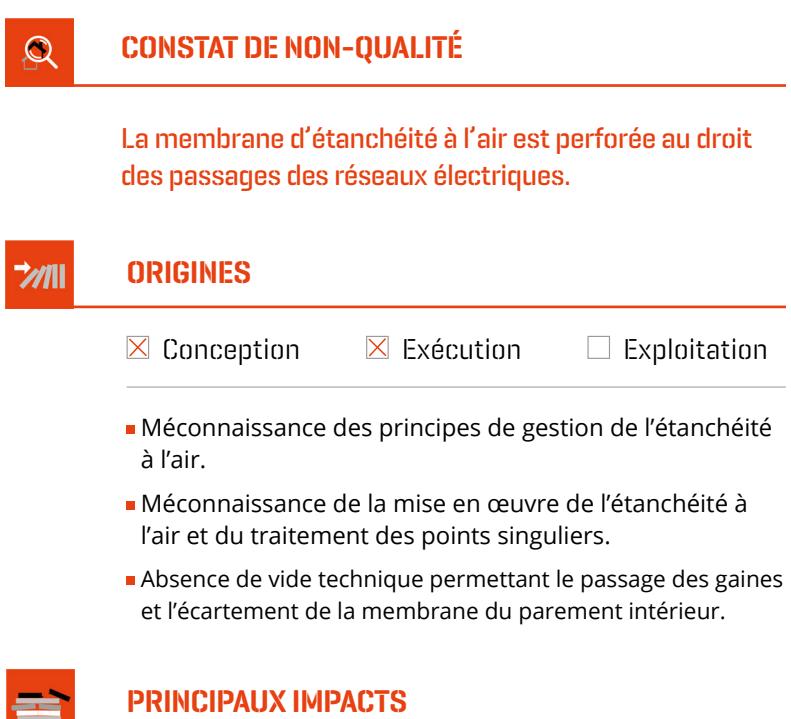 CONSTAT DE NON-QUALITÉ
La membrane d’étanchéité à l’air est perforée au droit
des passages des réseaux électriques.
ORIGINES
☒ Conception ☒ Exécution ☐ Exploitation
▪ Méconnaissance des principes de gestion de l’étanchéité
à l’air.
▪ Méconnaissance de la mise en œuvre de l’étanchéité à
l’air et du traitement des points singuliers.
▪ Absence de vide technique permettant le passage des gaines
et l’écartement de la membrane du parement intérieur.
PRINCIPAUX IMPACTS